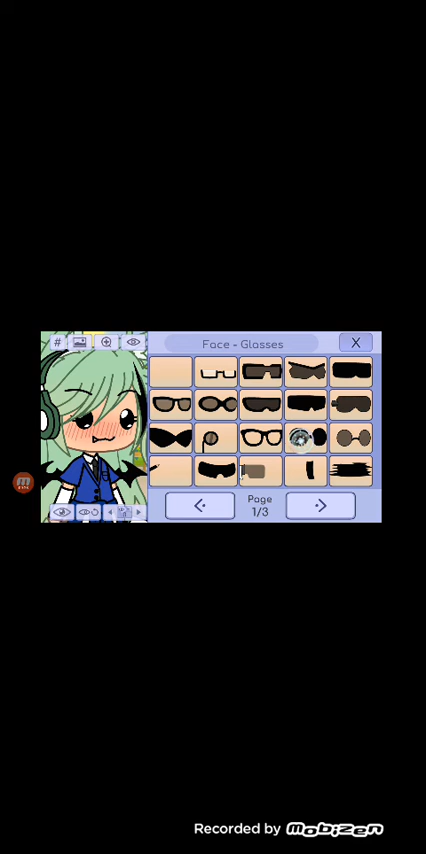 #
Face - Glasses
X
Page
1/3
Recorded by mobizen